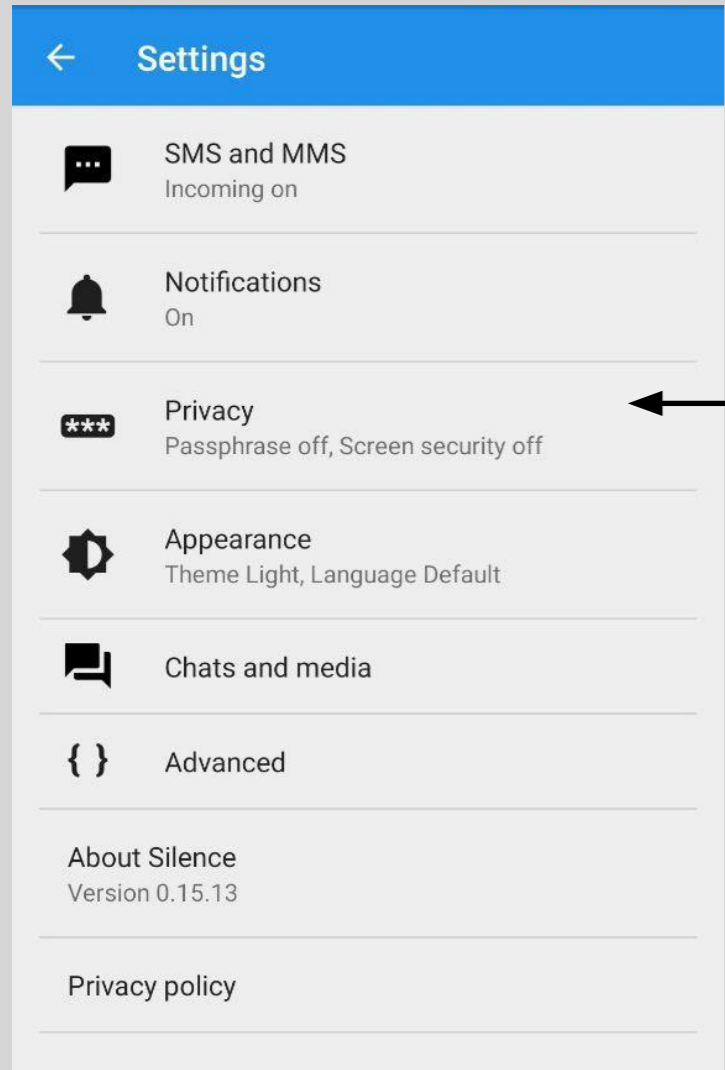 Settings
SMS and MMS
Incoming on
Notifications
On
Privacy
Passphrase off, Screen security off
Appearance
Theme Light, Language Default
Chats and media
{ } Advanced
About Silence
Version 0.15.13
Privacy policy